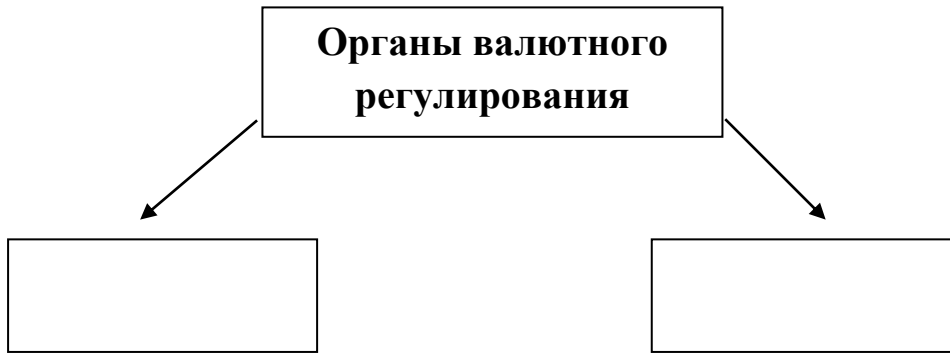 Органы валютного
регулирования